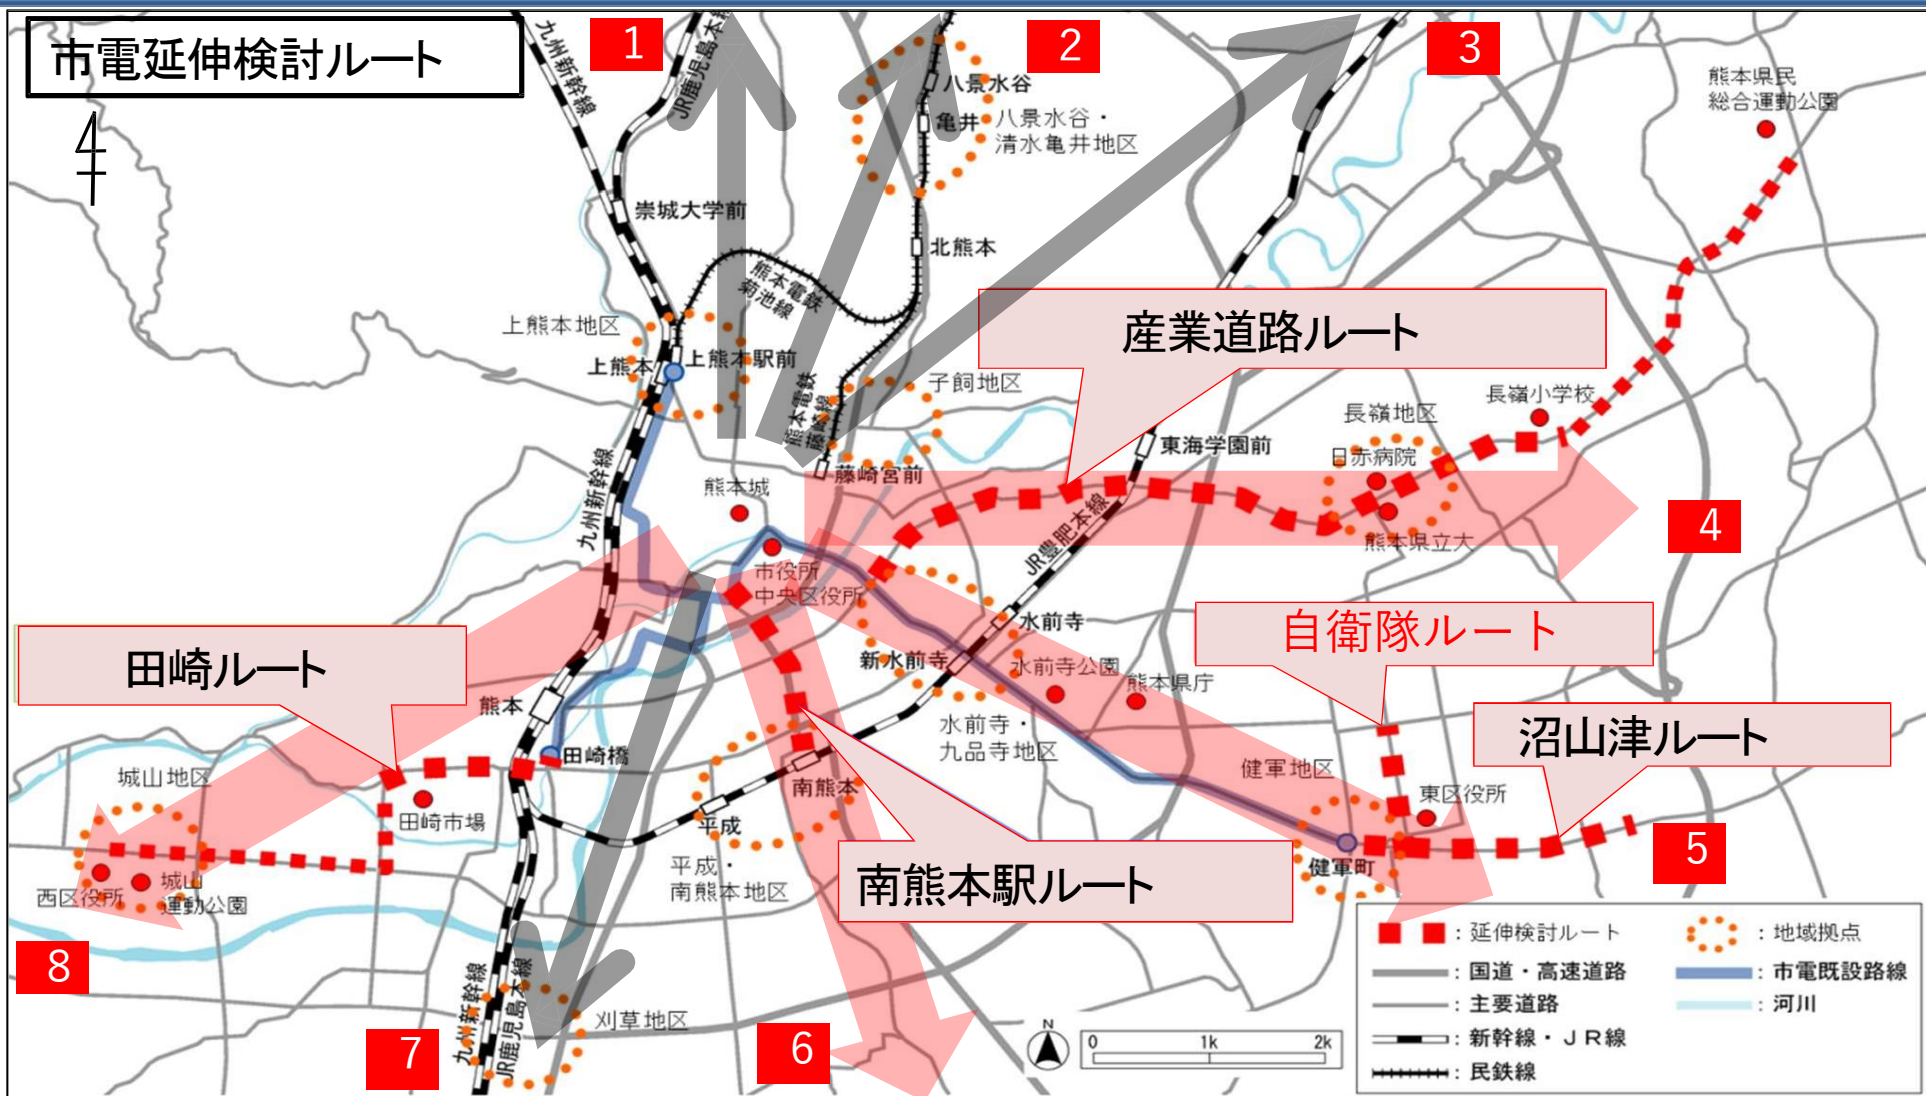 市電延伸検討ルート
1
2
3
九州新幹線
JR鹿児島本線
八景水谷
亀井
八景水谷・
清水亀井地区
熊本県民
総合運動公園
崇城大学前
北熊本
熊本電鉄
菊池線
上熊本地区
上熊本
上熊本駅前
産業道路ルート
子飼地区
熊本電鉄
藤崎線
長嶺小学校
長嶺地区
日赤病院
東海学園前
藤崎宮前
熊本城
九州新幹線
JR豊肥本線
熊本県立大
4
市役所
中央区役所
自衛隊ルート
水前寺
新水前寺
水前寺公園
熊本県庁
田崎ルート
熊本
沼山津ルート
水前寺・
九品寺地区
田崎橋
健軍地区
城山地区
南熊本
東区役所
田崎市場
平成
5
平成・
南熊本地区
健軍町
南熊本駅ルート
西区役所
城山
運動公園
8
:延伸検討ルート
:地域拠点
:国道・高速道路
:市電既設路線
:主要道路
:河川
:新幹線・JR線
:民鉄線
九州新幹線
JR鹿児島本線
刈草地区
7
6
N
0
1k
2k